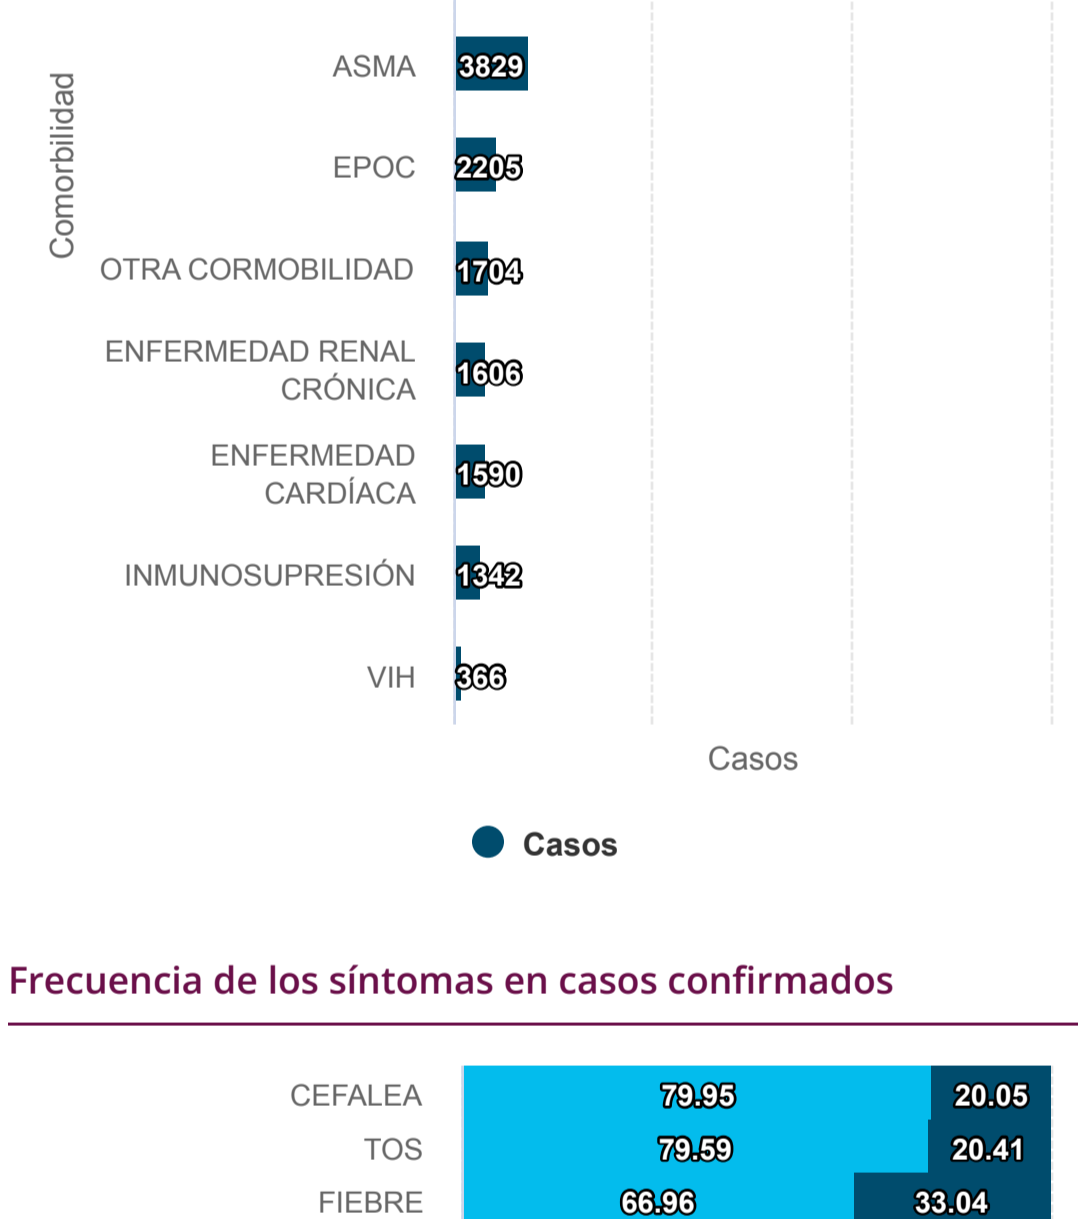 Comorbilidad
ASMA
3829
EPOC
2205
OTRA CORMOBILIDAD
1704
ENFERMEDAD RENAL
CRÓNICA
1606
ENFERMEDAD
CARDÍACA
1590
INMUNOSUPRESIÓN
1342
VIH
366
Casos
Casos
Frecuencia de los síntomas en casos confirmados
CEFALEA
79.95
20.05
TOS
79.59
20.41
FIEBRE
66.96
33.04